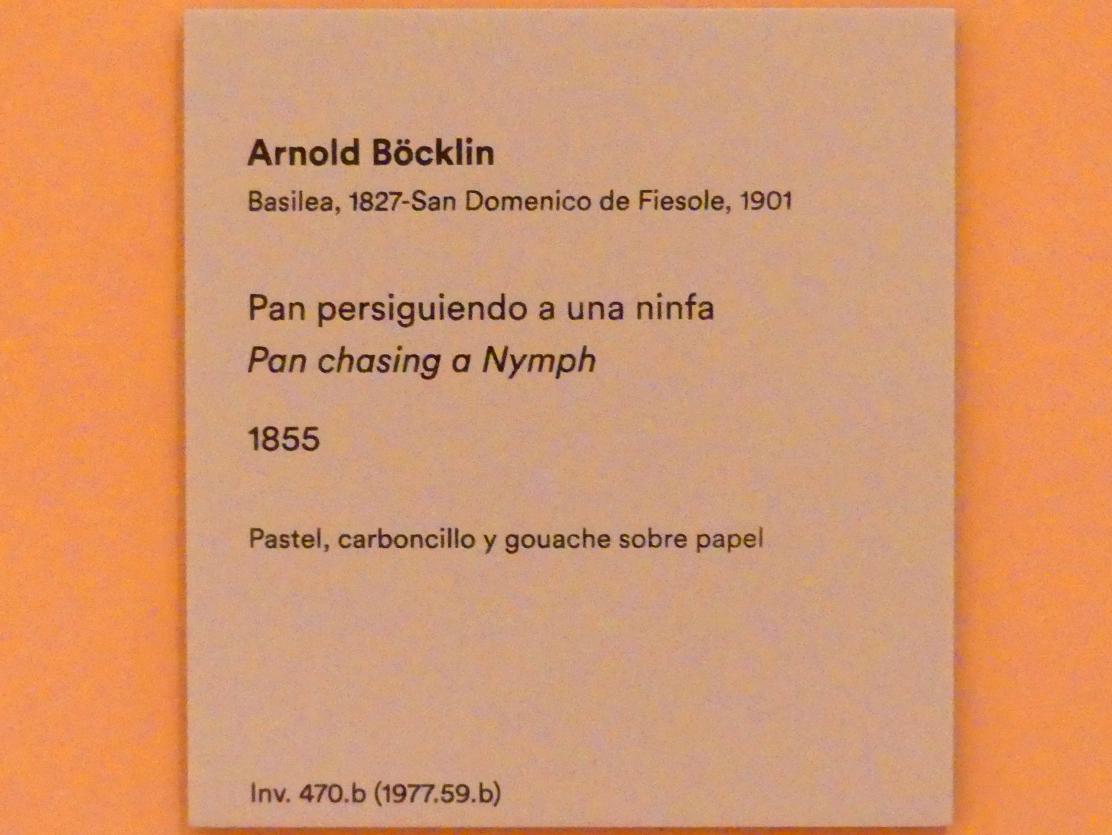 Arnold Böcklin
Basilea, 1827-San Domenico de Fiesole, 1901
Pan persiguiendo a una ninfa
Pan chasing a Nymph
1855
Pastel, carboncillo y gouache sobre papel
Inv. 470.b (1977.59.b)